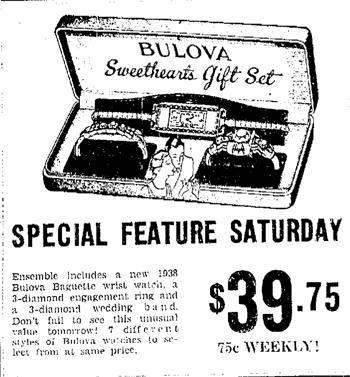 BULOVA
Sweethearts Gift Set
SPECIAL FEATURE SATURDAY
Ensemble includes a new 1938
Bulova Baguette wrist watch, a
3-diamond engagement ring and
a 3-diamond wedding band.
Don't fail to see this unusual
value tomorrow! 7 different
styles of Bulova watches to se-
lect from at same price.
$39.75
75c WEEKLY!